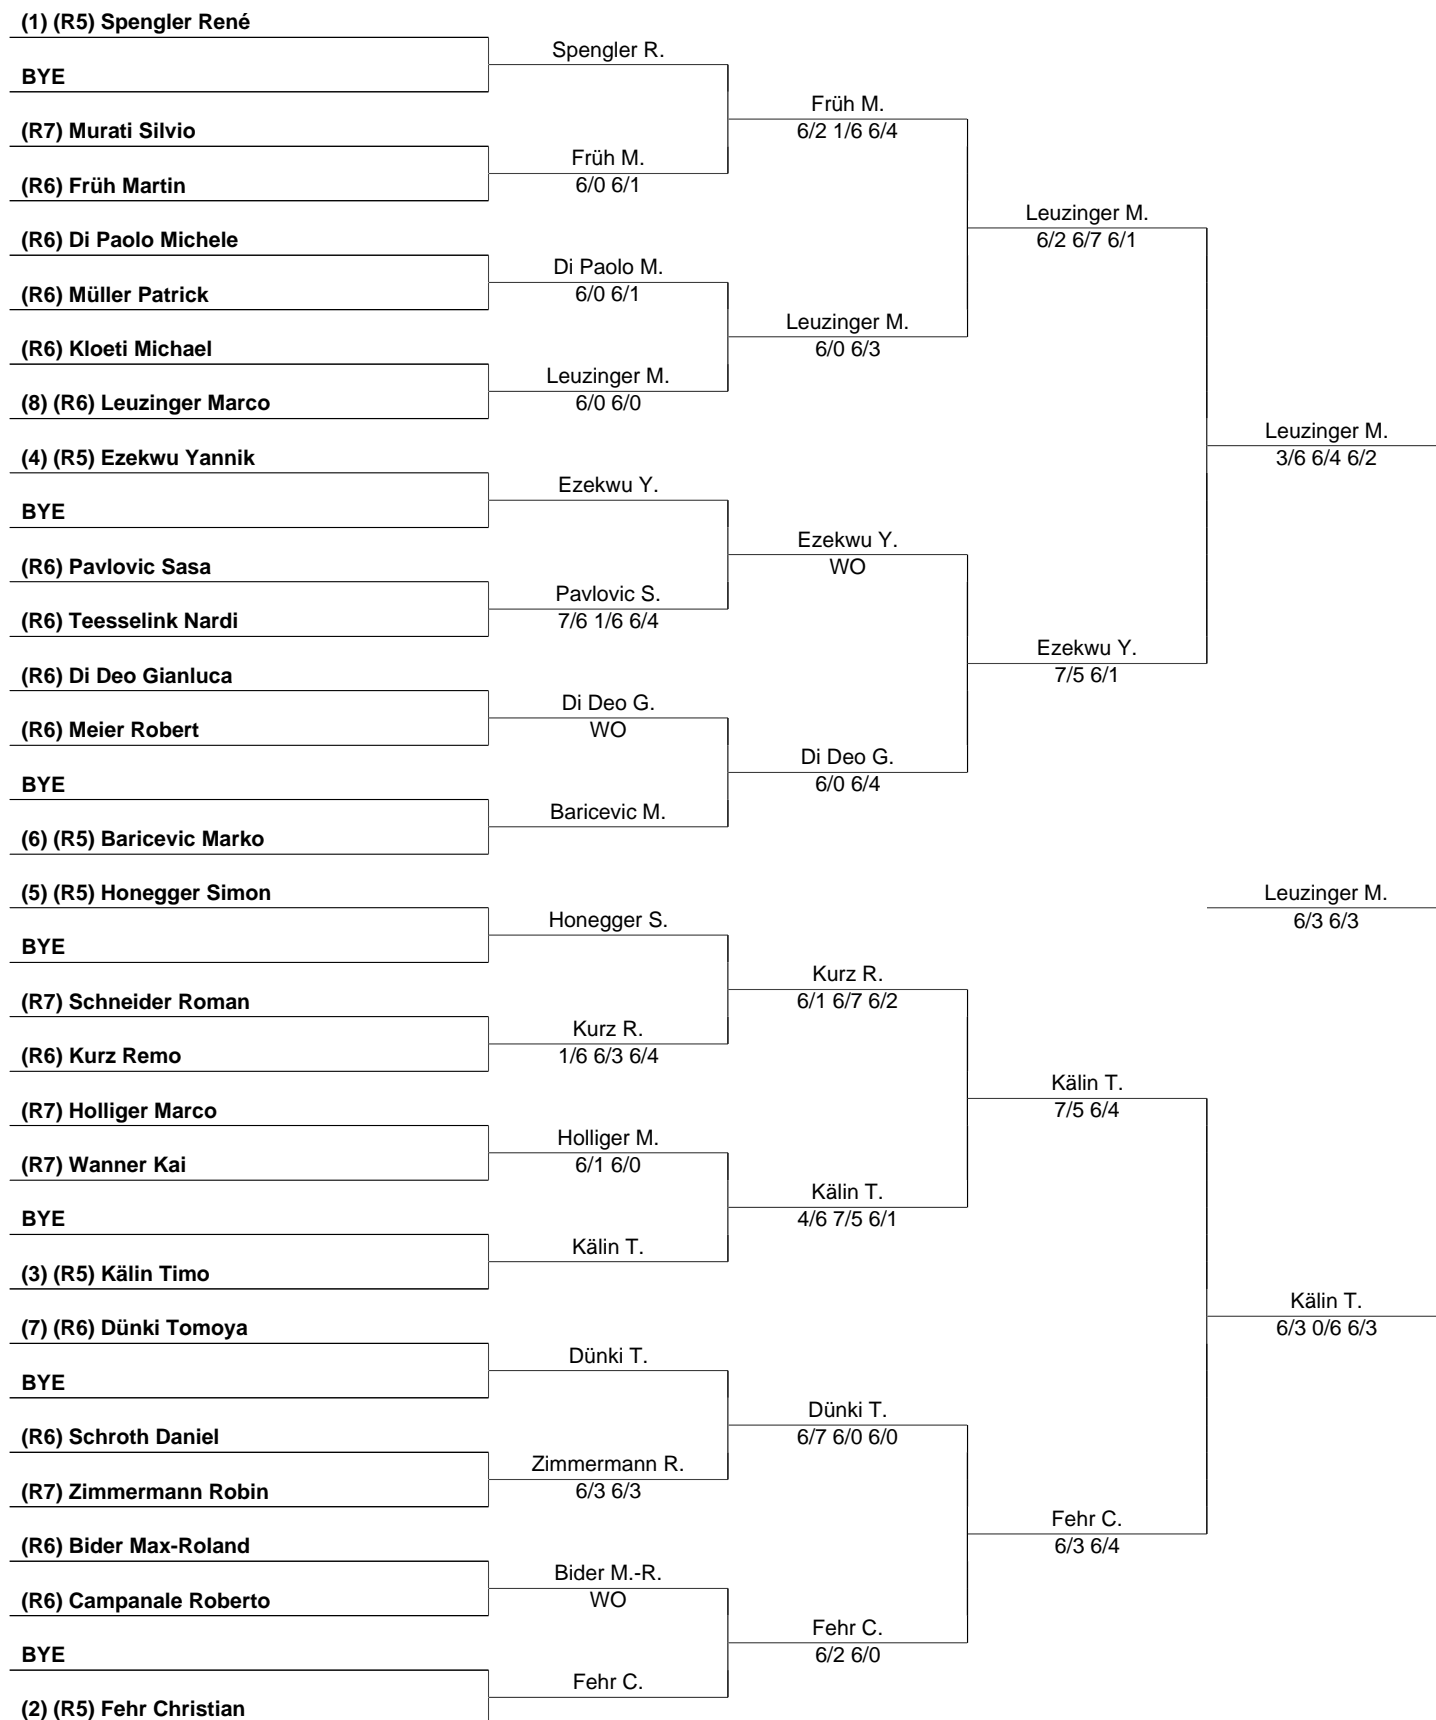 (1) (R5) Spengler René
BYE
(R7) Murati Silvio
(R6) Früh Martin
(R6) Di Paolo Michele
(R6) Müller Patrick
(R6) Kloeti Michael
(8) (R6) Leuzinger Marco
(4) (R5) Ezekwu Yannik
BYE
(R6) Pavlovic Sasa
(R6) Teesselink Nardi
(R6) Di Deo Gianluca
(R6) Meier Robert
BYE
(6) (R5) Baricevic Marko
(5) (R5) Honegger Simon
BYE
(R7) Schneider Roman
(R6) Kurz Remo
(R7) Holliger Marco
(R7) Wanner Kai
BYE
(3) (R5) Kälin Timo
(7) (R6) Dünki Tomoya
BYE
(R6) Schroth Daniel
(R7) Zimmermann Robin
(R6) Bider Max-Roland
(R6) Campanale Roberto
BYE
(2) (R5) Fehr Christian
Spengler R.
Früh M.
6/0 6/1
Di Paolo M.
6/0 6/1
Leuzinger M.
6/0 6/0
Ezekwu Y.
Pavlovic S.
7/6 1/6 6/4
Di Deo G.
WO
Baricevic M.
Honegger S.
Kurz R.
1/6 6/3 6/4
Holliger M.
6/1 6/0
Kälin T.
Dünki T.
Zimmermann R.
6/3 6/3
Bider M.-R.
WO
Fehr C.
Früh M.
6/2 1/6 6/4
Leuzinger M.
6/0 6/3
Ezekwu Y.
WO
Di Deo G.
6/0 6/4
Kurz R.
6/1 6/7 6/2
Kälin T.
4/6 7/5 6/1
Dünki T.
6/7 6/0 6/0
Fehr C.
6/2 6/0
Leuzinger M.
6/2 6/7 6/1
Ezekwu Y.
7/5 6/1
Kälin T.
7/5 6/4
Fehr C.
6/3 6/4
Leuzinger M.
3/6 6/4 6/2
Leuzinger M.
6/3 6/3
Kälin T.
6/3 0/6 6/3